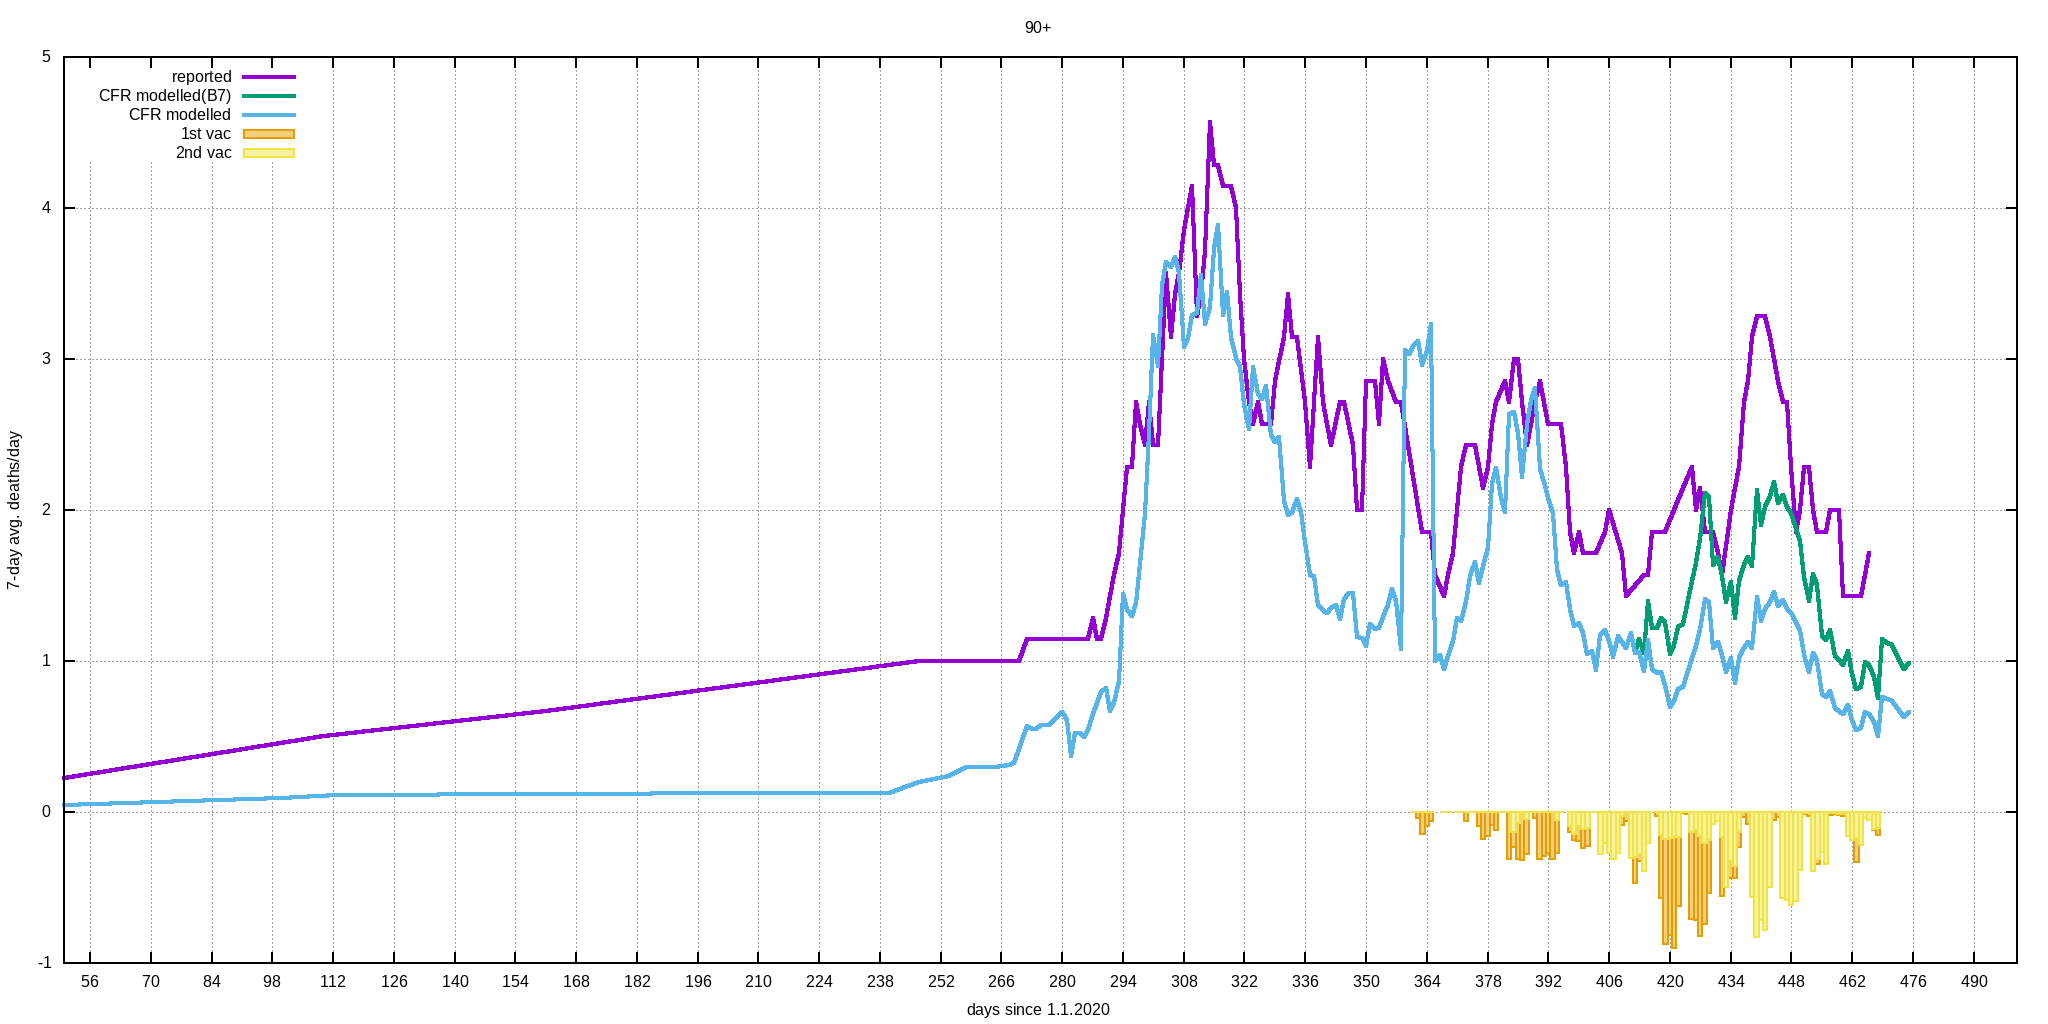 90+
5
4
3
2
1
0
-1
7-day avg. deaths/day
reported
CFR modelled(B7)
CFR modelled
1st vac
2nd vac
56 70 84 98 112 126 140 154 168 182 196 210 224 238 252 266 280 294 308 322 336 350 364 378 392 406 420 434 448 462 476 490
days since 1.1.2020